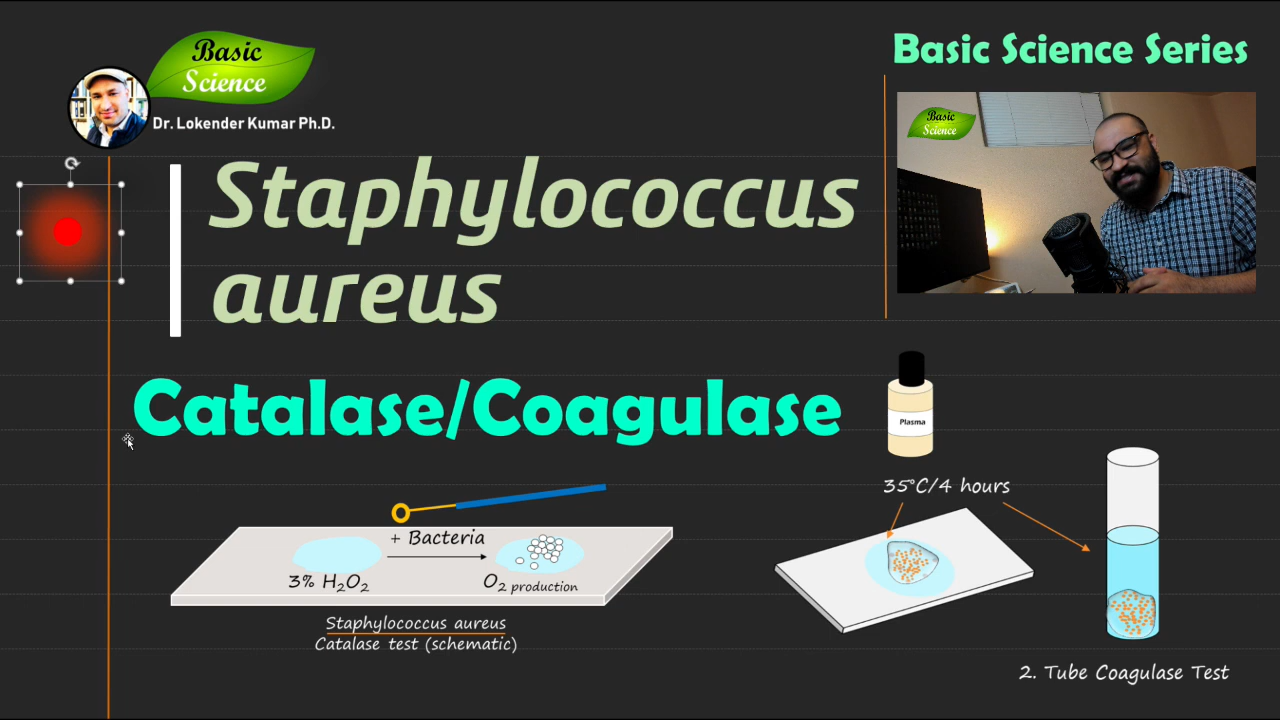 Basic
Science
Dr. Lokender Kumar Ph.D.
Basic Science Series
Basic
Science
Staphylococcus
aureus
Catalase/Coagulase
Plasma
35°C/4 hours
+ Bacteria
3% H₂O₂
O₂ production
Staphylococcus aureus
Catalase test (schematic)
2. Tube Coagulase Test